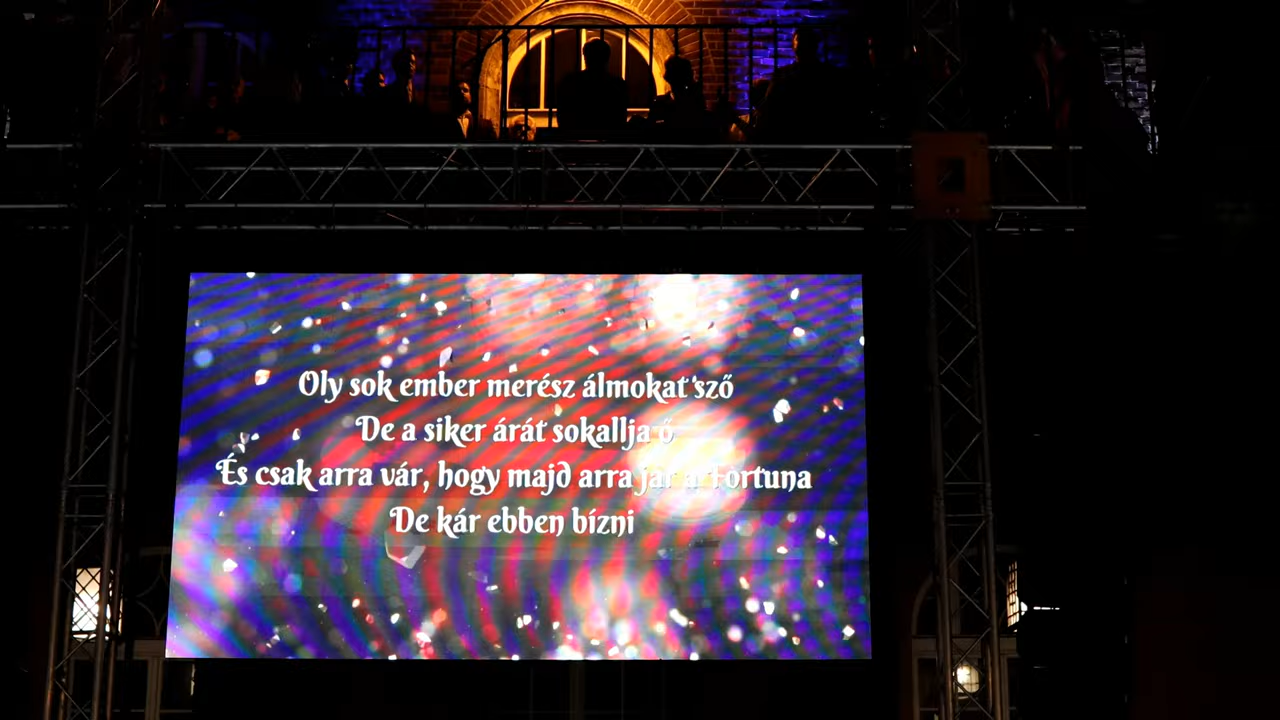 Oly sok ember merész álmokat sző
De a siker árát sokallja ő
És csak arra vár, hogy majd arra jár a Fortuna
De kár ebben bízni